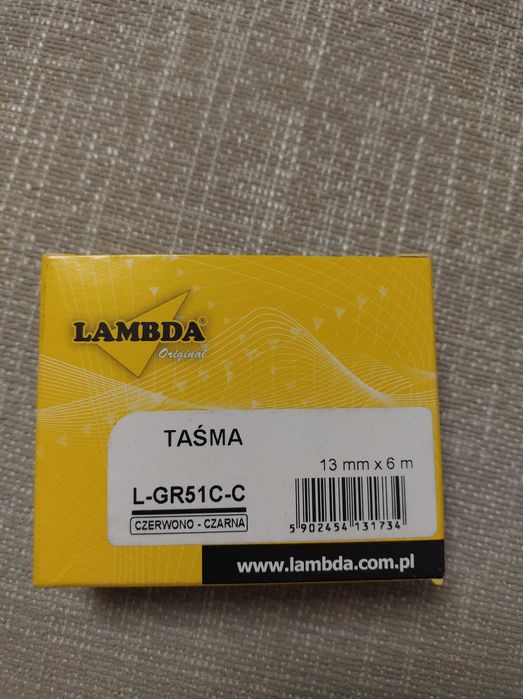 LAMBDA®
Original
TAŚMA
13 mm x 6 m
L-GR51C-C
CZERWONO - CZARNA
5 902454 131734
www.lambda.com.pl